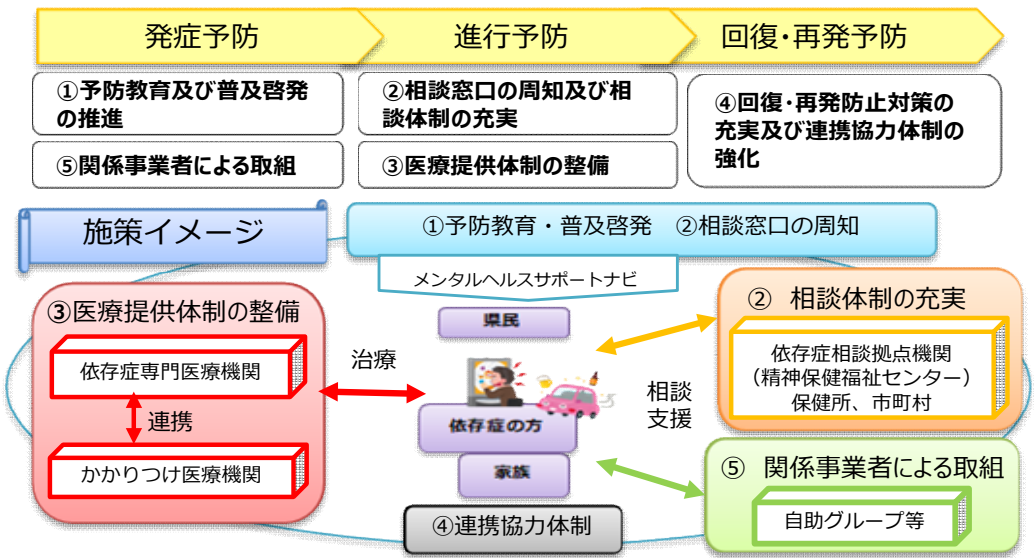 発症予防
進行予防
回復・再発予防
①予防教育及び普及啓発
の推進
⑤関係事業者による取組
②相談窓口の周知及び相
談体制の充実
③医療提供体制の整備
④回復・再発防止対策の
充実及び連携協力体制の
強化
施策イメージ
①予防教育・普及啓発　②相談窓口の周知
メンタルヘルスサポートナビ
③医療提供体制の整備
依存症専門医療機関
連携
かかりつけ医療機関
治療
県民
依存症の方
家族
相談
支援
②　相談体制の充実
依存症相談拠点機関
（精神保健福祉センター）
保健所、市町村
⑤　関係事業者による取組
自助グループ等
④連携協力体制